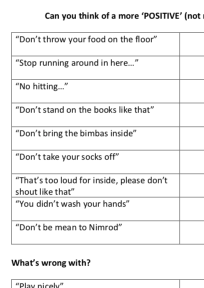 Can you think of a more ‘POSITIVE’ (not
“Don’t throw your food on the floor”
“Stop running around in here…”
“No hitting…”
“Don’t stand on the books like that”
“Don’t bring the bimbas inside”
“Don’t take your socks off”
“That’s too loud for inside, please don’t
shout like that”
“You didn’t wash your hands”
“Don’t be mean to Nimrod”
What’s wrong with?
“Play nicely”